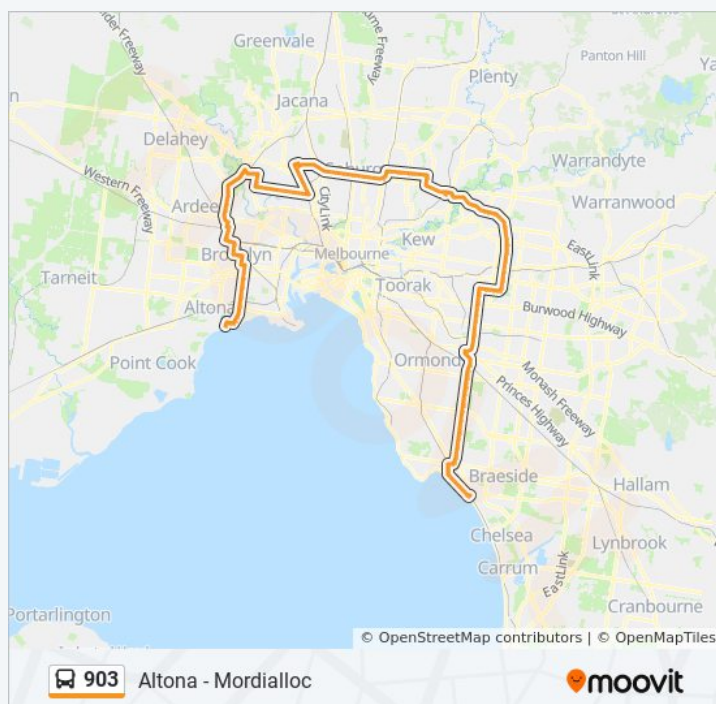 Greenvale
Plenty
Panton Hill
Jacana
Delahey
Warrandyte
Coburg
Western Freeway
CityLink
Warranwood
Ardeer
Kew
EastLink
Brooklyn
Melbourne
Tarneit
Toorak
Altona
Burwood Highway
Point Cook
Ormond
Monash Freeway
Princes Highway
Braeside
Hallam
Chelsea
Lynbrook
Carrum
EastLink
Cranbourne
Portarlington
© OpenStreetMap contributors | © OpenMapTiles
903 Altona - Mordialloc
moovit